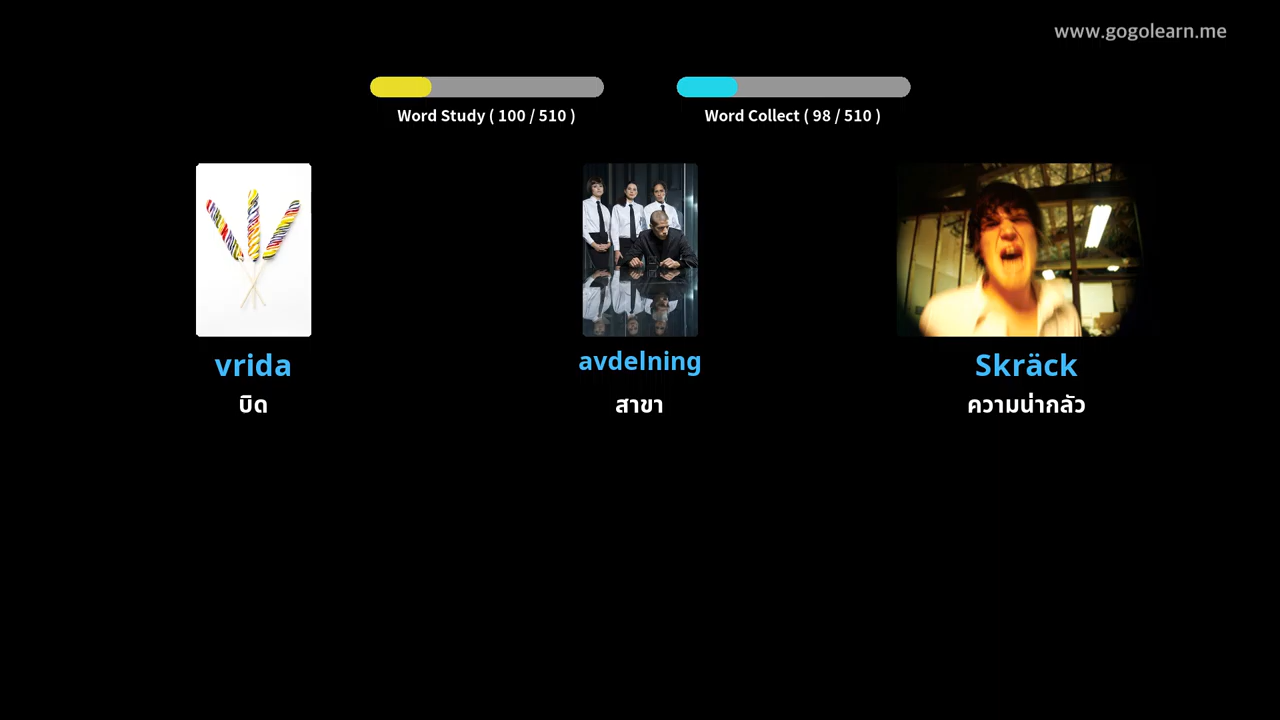 www.gogolearn.me
Word Study ( 100 / 510 )
Word Collect ( 98 / 510 )
vrida
avdelning
Skräck
บิด
สาขา
ความน่ากลัว